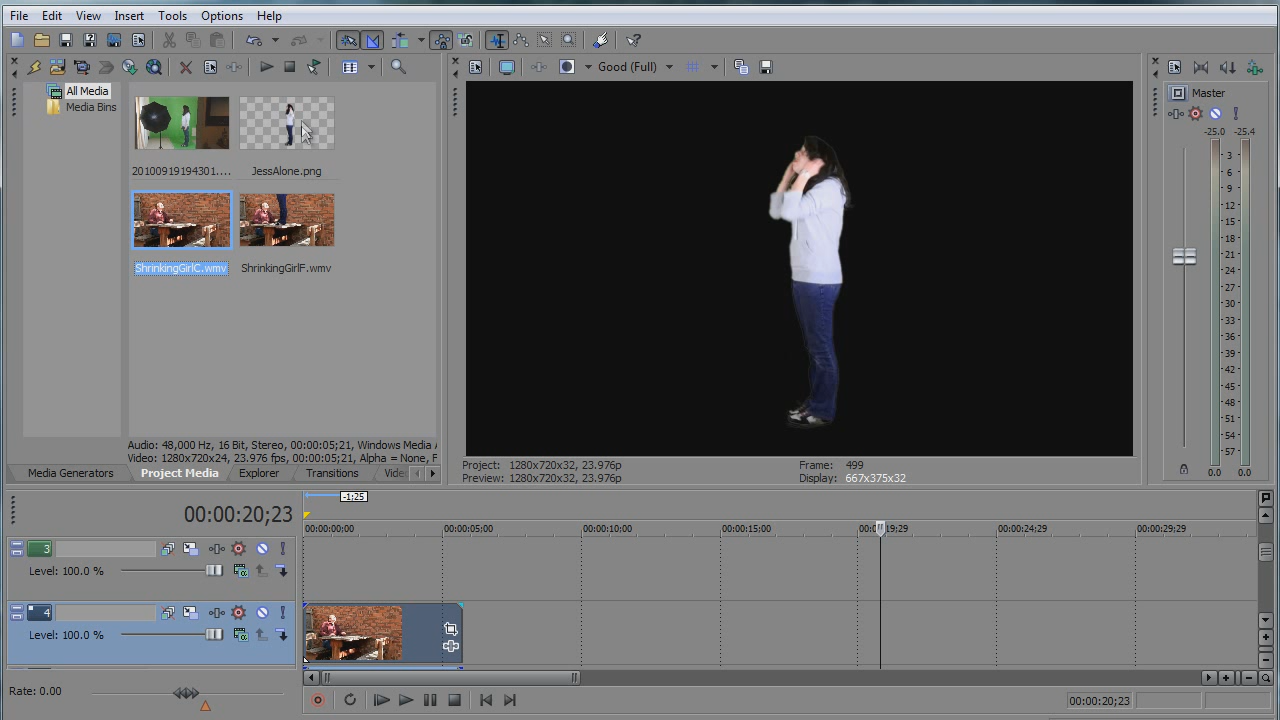 File Edit View Insert Tools Options Help
Good (Full)
All Media
Media Bins
20100919194301....
JessAlone.png
ShrinkingGirlC.wmv
ShrinkingGirlF.wmv
Audio: 48,000 Hz, 16 Bit, Stereo, 00:00:05;21, Windows Media
Video: 1280x720x24, 23.976 fps, 00:00:05;21, Alpha = None, F
Media Generators Project Media Explorer Transitions Vide
Project: 1280x720x32, 23.976p
Preview: 1280x720x32, 23.976p
Frame: 499
Display: 667x375x32
Master
-25.0 -25.4
3
6
9
12
15
18
21
24
27
30
33
36
39
42
45
48
51
54
57
0.0 0.0
00:00:20;23
-1:25
00:00:00;00 00:00:05;00 00:00:10;00 00:00:15;00 00:00:19;29 00:00:24;29 00:00:29;29
3
Level: 100.0 %
4
Level: 100.0 %
Rate: 0.00
00:00:20;23